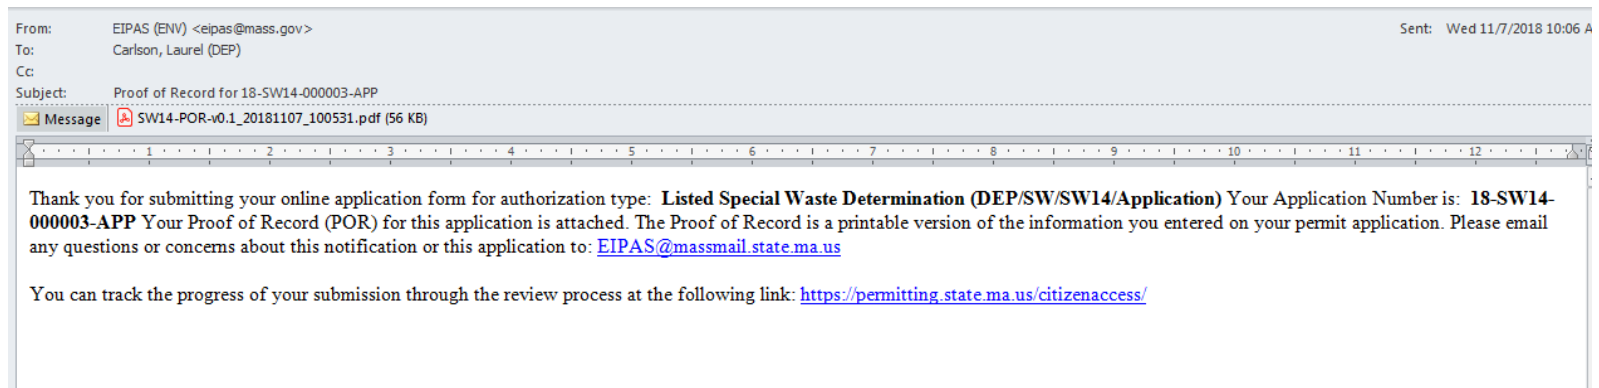 From: EIPAS (ENV) <eipas@mass.gov> Sent: Wed 11/7/2018 10:06 A
To: Carlson, Laurel (DEP)
Cc:
Subject: Proof of Record for 18-SW14-000003-APP
Message SW14-POR-v0.1_20181107_100531.pdf (56 KB)
1 2 3 4 5 6 7 8 9 10 11 12
Thank you for submitting your online application form for authorization type: Listed Special Waste Determination (DEP/SW/SW14/Application) Your Application Number is: 18-SW14-
000003-APP Your Proof of Record (POR) for this application is attached. The Proof of Record is a printable version of the information you entered on your permit application. Please email
any questions or concerns about this notification or this application to: EIPAS@massmail.state.ma.us
You can track the progress of your submission through the review process at the following link: https://permitting.state.ma.us/citizenaccess/